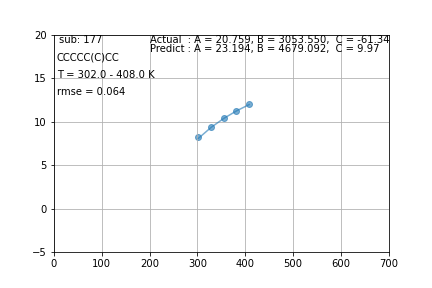 sub: 177
Actual : A = 20.759, B = 3053.550, C = -61.34
Predict : A = 23.194, B = 4679.092, C = 9.97
CCCCC(C)CC
T = 302.0 - 408.0 K
rmse = 0.064
20
15
10
5
0
−5
0 100 200 300 400 500 600 700